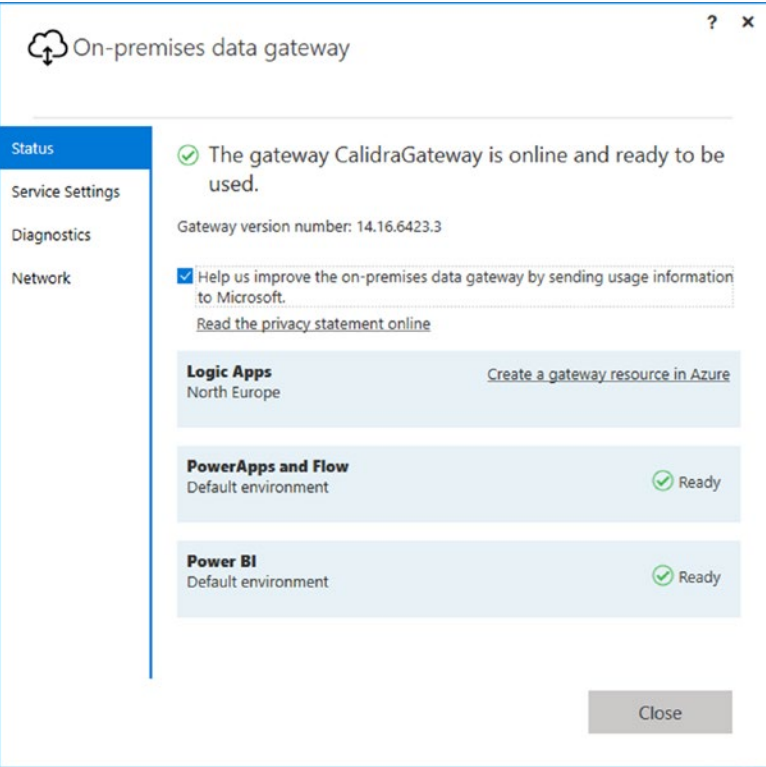 ? ×
On-premises data gateway
Status
Service Settings
Diagnostics
Network
The gateway CalidraGateway is online and ready to be
used.
Gateway version number: 14.16.6423.3
Help us improve the on-premises data gateway by sending usage information
to Microsoft.
Read the privacy statement online
Logic Apps
North Europe
Create a gateway resource in Azure
PowerApps and Flow
Default environment
Ready
Power BI
Default environment
Ready
Close